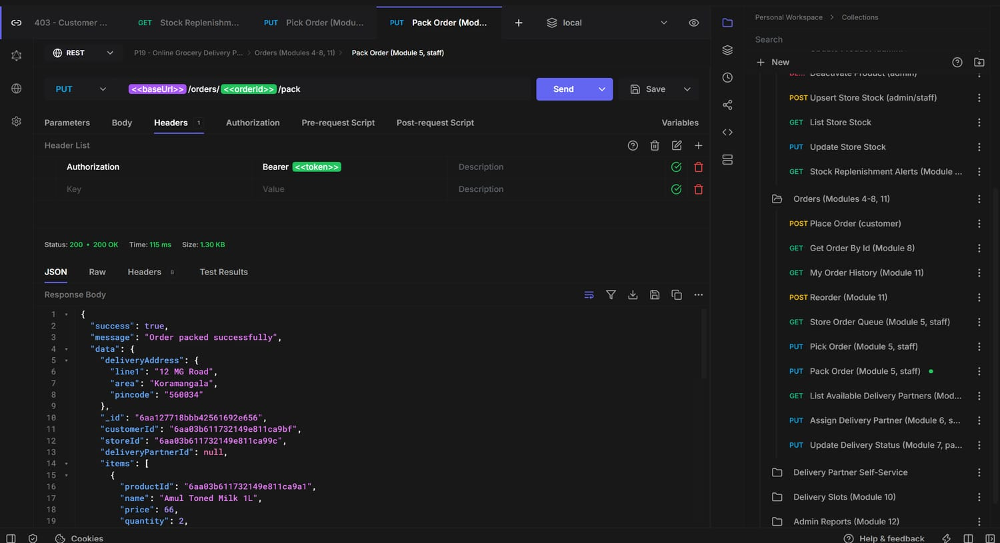 403 - Customer ...
GET Stock Replenishm...
PUT Pick Order (Modu...
PUT Pack Order (Mod...
local
REST
P19 - Online Grocery Delivery P... > Orders (Modules 4-8, 11) > Pack Order (Module 5, staff)
PUT <<baseUrl>>/orders/<<orderId>>/pack
Send
Save
Parameters Body Headers 1 Authorization Pre-request Script Post-request Script Variables
Header List
Authorization Bearer <<token>> Description
Key Value Description
Status: 200 • 200 OK Time: 115 ms Size: 1.30 KB
JSON Raw Headers 8 Test Results
Response Body
1 {
2 "success": true,
3 "message": "Order packed successfully",
4 "data": {
5 "deliveryAddress": {
6 "line1": "12 MG Road",
7 "area": "Koramangala",
8 "pincode": "560034"
9 },
10 "_id": "6aa127718bbb42561692e656",
11 "customerId": "6aa03b611732149e811ca9bf",
12 "storeId": "6aa03b611732149e811ca99c",
13 "deliveryPartnerId": null,
14 "items": [
15 {
16 "productId": "6aa03b611732149e811ca9a1",
17 "name": "Amul Toned Milk 1L",
18 "price": 66,
19 "quantity": 2,
Cookies
Personal Workspace > Collections
Search
New
DE... Deactivate Product (admin)
POST Upsert Store Stock (admin/staff)
GET List Store Stock
PUT Update Store Stock
GET Stock Replenishment Alerts (Module ...
Orders (Modules 4-8, 11)
POST Place Order (customer)
GET Get Order By Id (Module 8)
GET My Order History (Module 11)
POST Reorder (Module 11)
GET Store Order Queue (Module 5, staff)
PUT Pick Order (Module 5, staff)
PUT Pack Order (Module 5, staff)
GET List Available Delivery Partners (Mod...
PUT Assign Delivery Partner (Module 6, s...
PUT Update Delivery Status (Module 7, pa...
Delivery Partner Self-Service
Delivery Slots (Module 10)
Admin Reports (Module 12)
Help & feedback